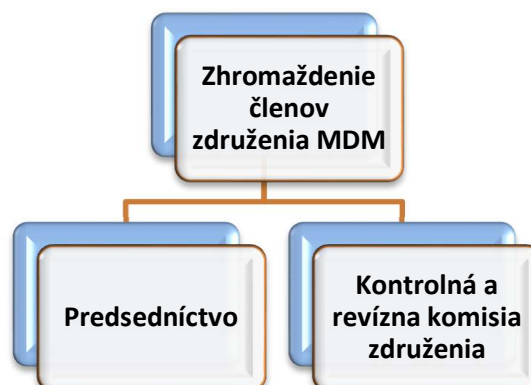 Zhromaždenie
členov
združenia MDM
Predsedníctvo
Kontrolná a
revízna komisia
združenia